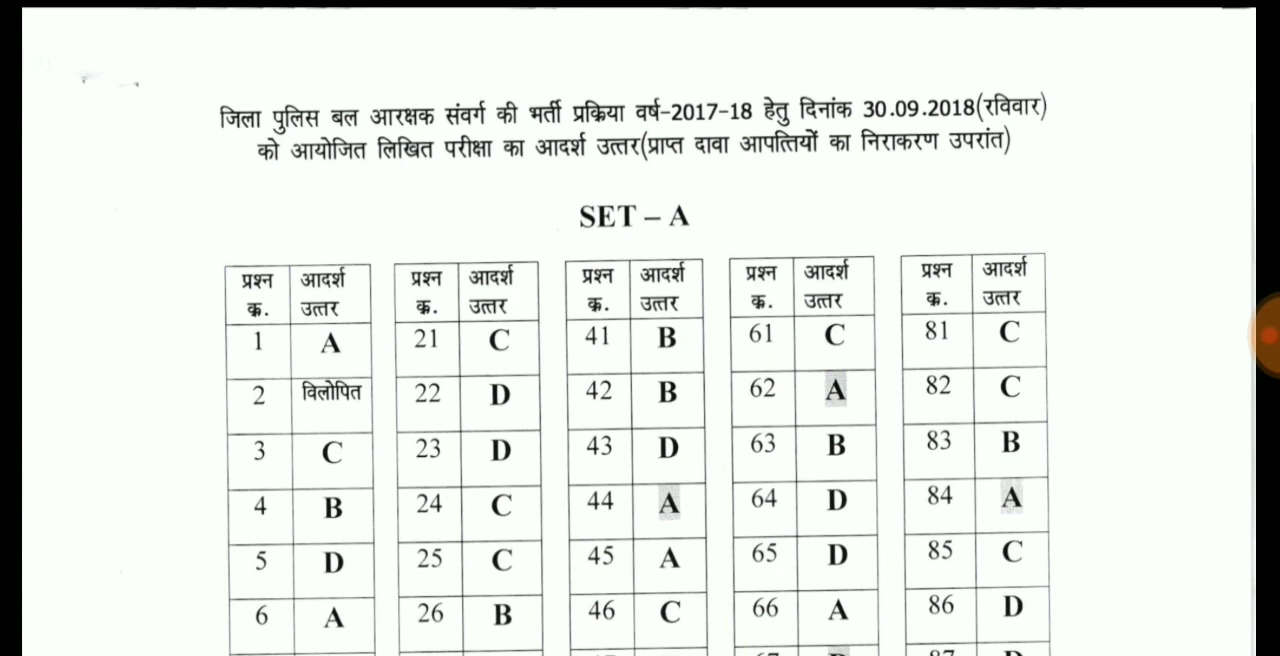 जिला पुलिस बल आरक्षक संवर्ग की भर्ती प्रक्रिया वर्ष-2017-18 हेतु दिनांक 30.09.2018(रविवार)
को आयोजित लिखित परीक्षा का आदर्श उत्तर(प्राप्त दावा आपत्तियों का निराकरण उपरांत)
SET – A
प्रश्न आदर्श प्रश्न आदर्श प्रश्न आदर्श प्रश्न आदर्श प्रश्न आदर्श
क्र. उत्तर क्र. उत्तर क्र. उत्तर क्र. उत्तर क्र. उत्तर
1 A 21 C 41 B 61 C 81 C
2 विलोपित 22 D 42 B 62 A 82 C
3 C 23 D 43 D 63 B 83 B
4 B 24 C 44 A 64 D 84 A
5 D 25 C 45 A 65 D 85 C
6 A 26 B 46 C 66 A 86 D